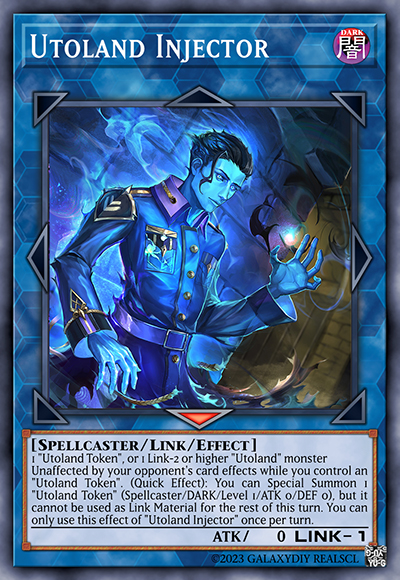 UTOLAND INJECTOR
DARK
闇
[SPELLCASTER/LINK/EFFECT]
1 "Utoland Token", or 1 Link-2 or higher "Utoland" monster
Unaffected by your opponent's card effects while you control an
"Utoland Token". (Quick Effect): You can Special Summon 1
"Utoland Token" (Spellcaster/DARK/Level 1/ATK 0/DEF 0), but it
cannot be used as Link Material for the rest of this turn. You can
only use this effect of "Utoland Injector" once per turn.
ATK/ 0 LINK-1
©2023 GALAXYDIY REALSCL